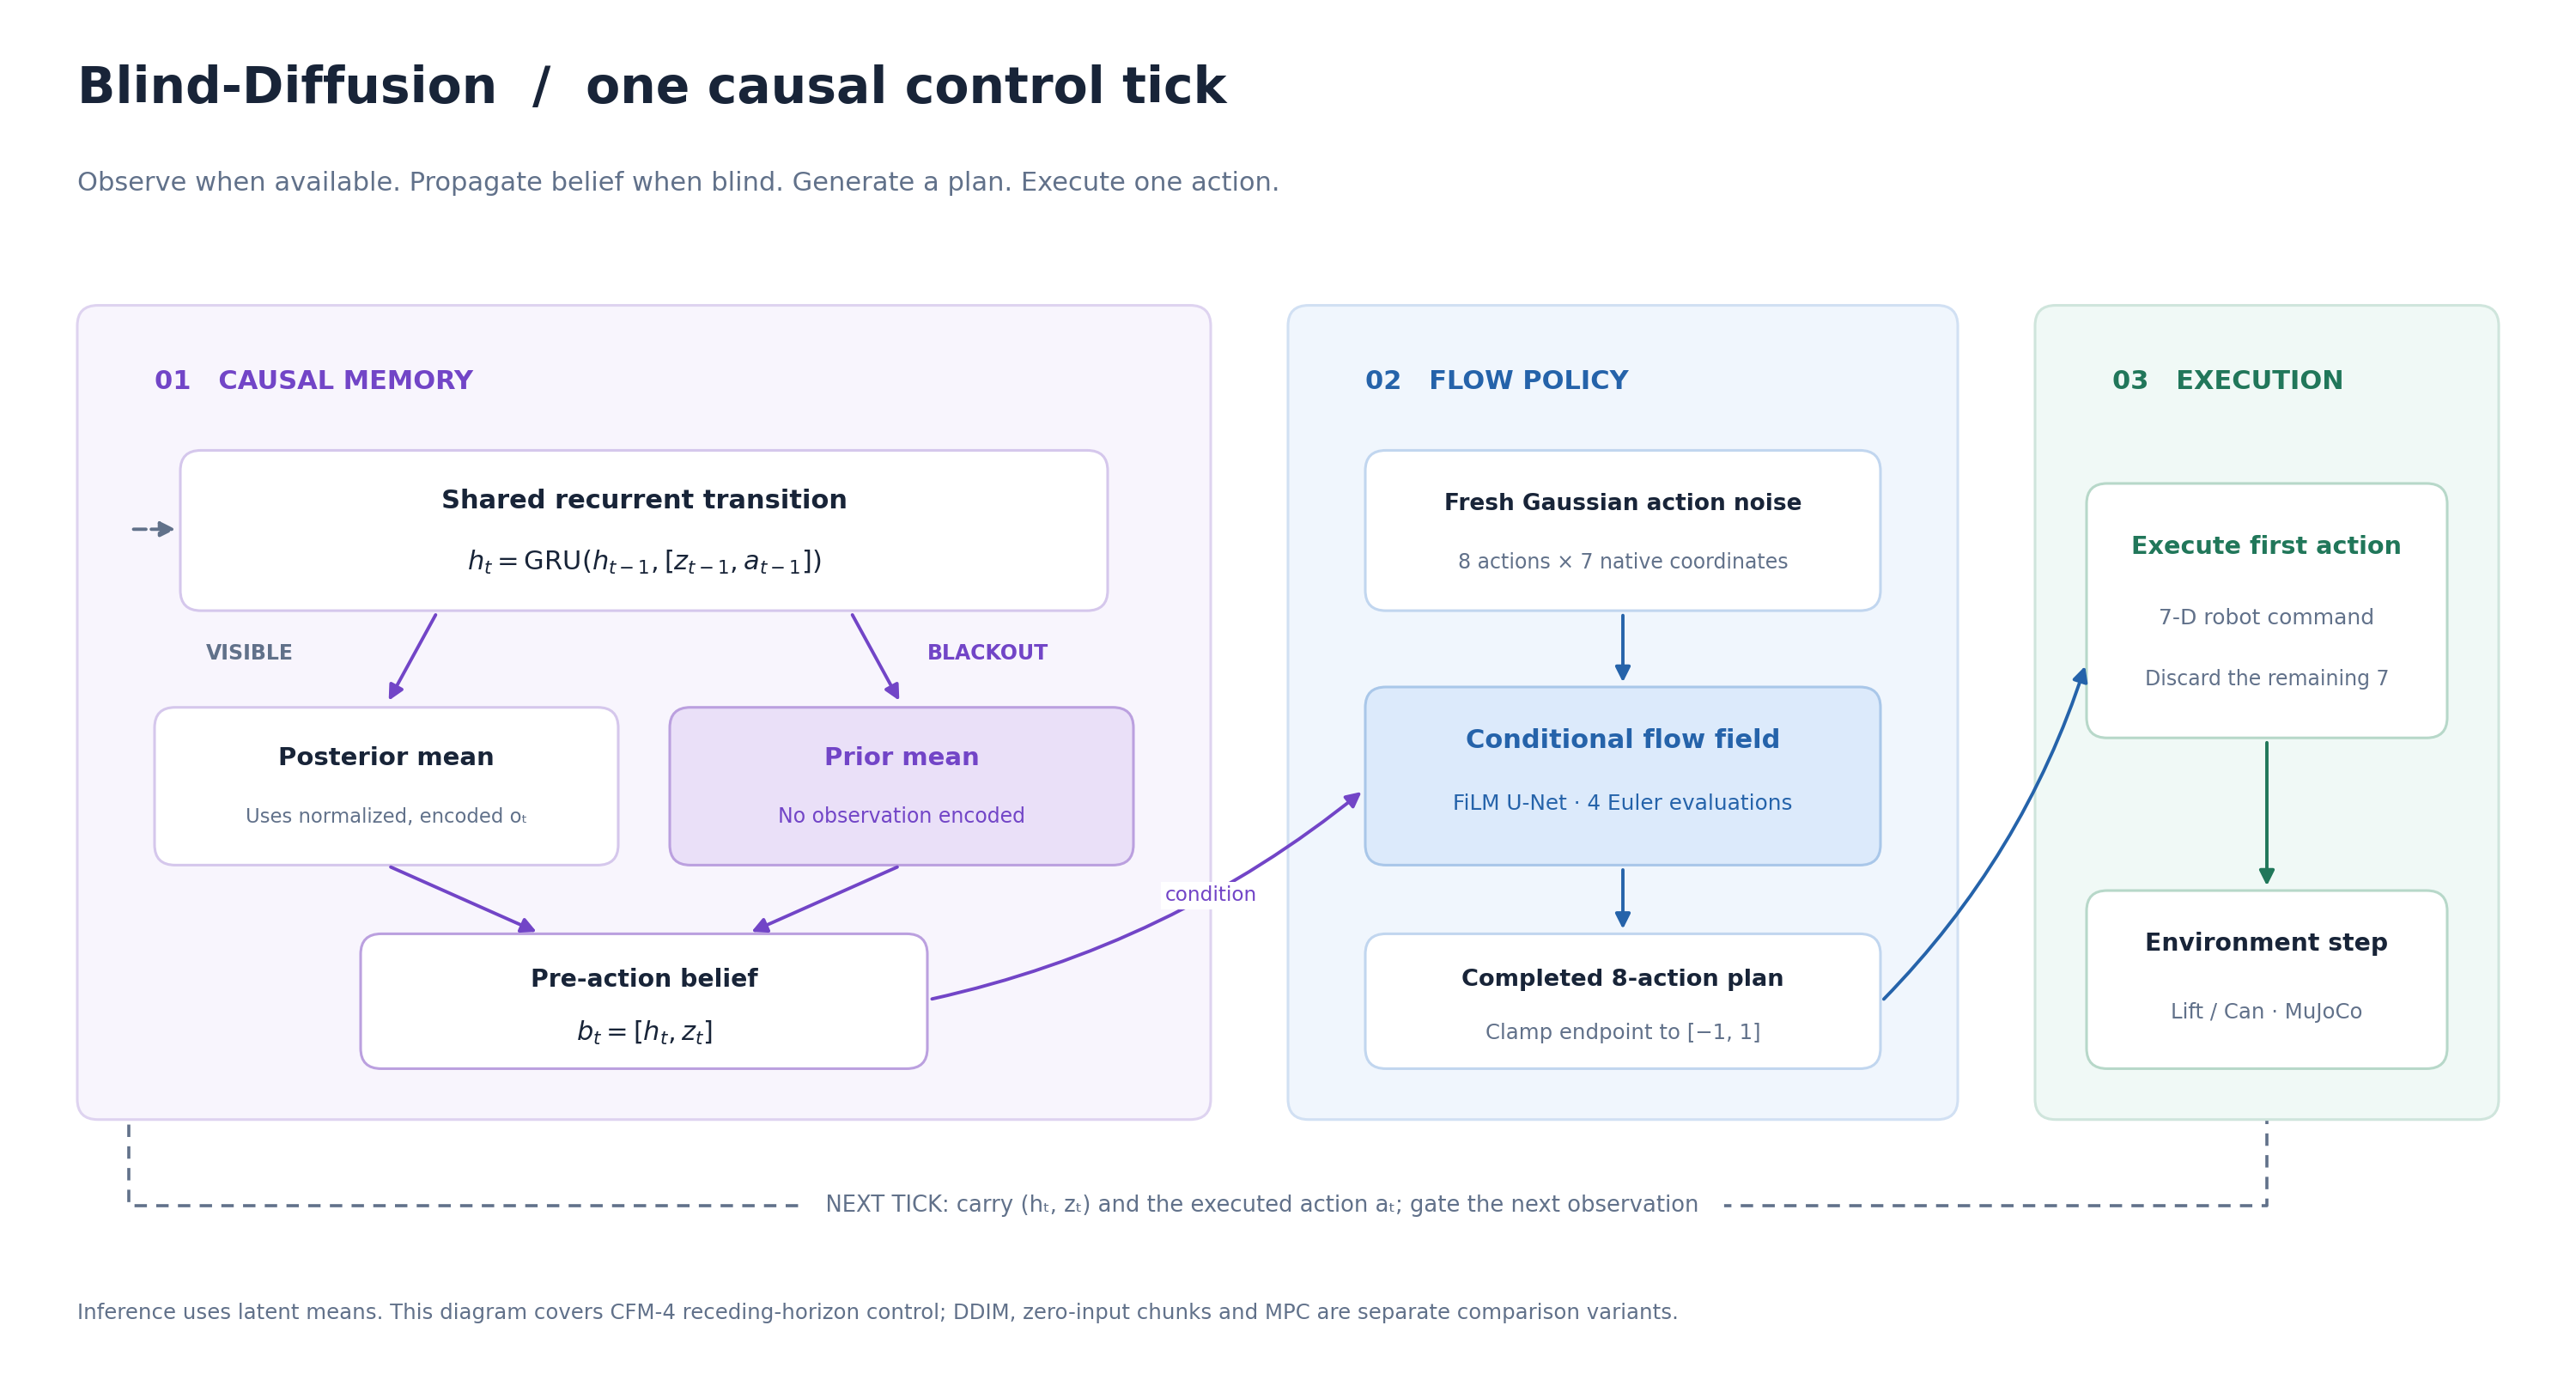 Blind-Diffusion / one causal control tick
Observe when available. Propagate belief when blind. Generate a plan. Execute one action.
01 CAUSAL MEMORY
Shared recurrent transition
hₜ = GRU(hₜ₋₁, [zₜ₋₁, aₜ₋₁])
VISIBLE
BLACKOUT
Posterior mean
Uses normalized, encoded oₜ
Prior mean
No observation encoded
Pre-action belief
bₜ = [hₜ, zₜ]
condition
02 FLOW POLICY
Fresh Gaussian action noise
8 actions × 7 native coordinates
Conditional flow field
FiLM U-Net · 4 Euler evaluations
Completed 8-action plan
Clamp endpoint to [−1, 1]
03 EXECUTION
Execute first action
7-D robot command
Discard the remaining 7
Environment step
Lift / Can · MuJoCo
NEXT TICK: carry (hₜ, zₜ) and the executed action aₜ; gate the next observation
Inference uses latent means. This diagram covers CFM-4 receding-horizon control; DDIM, zero-input chunks and MPC are separate comparison variants.